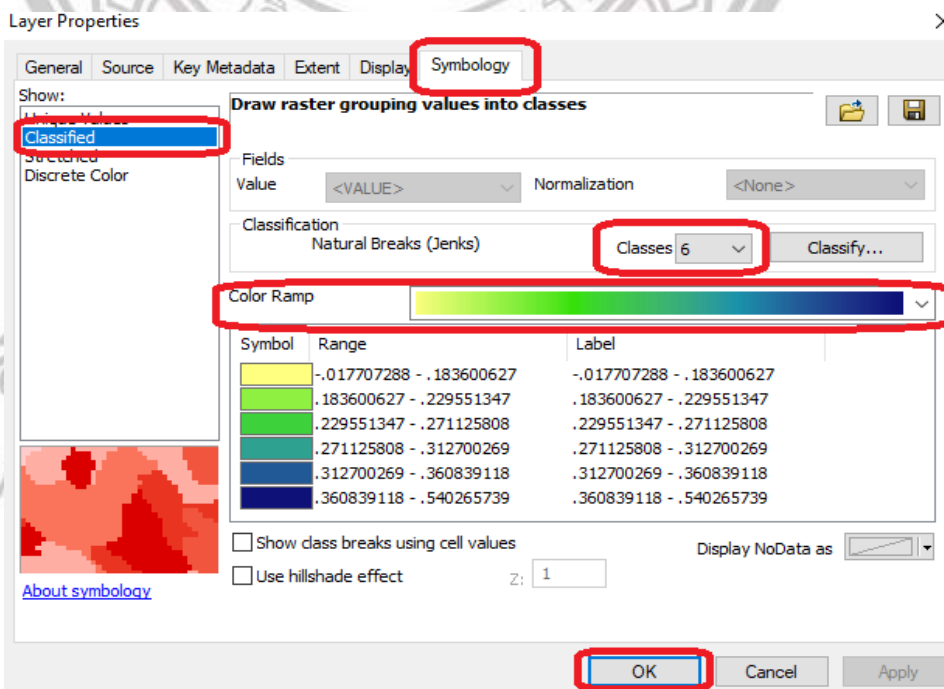 Layer Properties
General Source Key Metadata Extent Display Symbology
Show:
Unique Values
Classified
Stretched
Discrete Color
Draw raster grouping values into classes
Fields
Value <VALUE> Normalization <None>
Classification
Natural Breaks (Jenks) Classes 6 Classify...
Color Ramp
Symbol Range Label
-.017707288 - .183600627 -.017707288 - .183600627
.183600627 - .229551347 .183600627 - .229551347
.229551347 - .271125808 .229551347 - .271125808
.271125808 - .312700269 .271125808 - .312700269
.312700269 - .360839118 .312700269 - .360839118
.360839118 - .540265739 .360839118 - .540265739
Show class breaks using cell values Display NoData as
Use hillshade effect Z: 1
About symbology
OK Cancel Apply